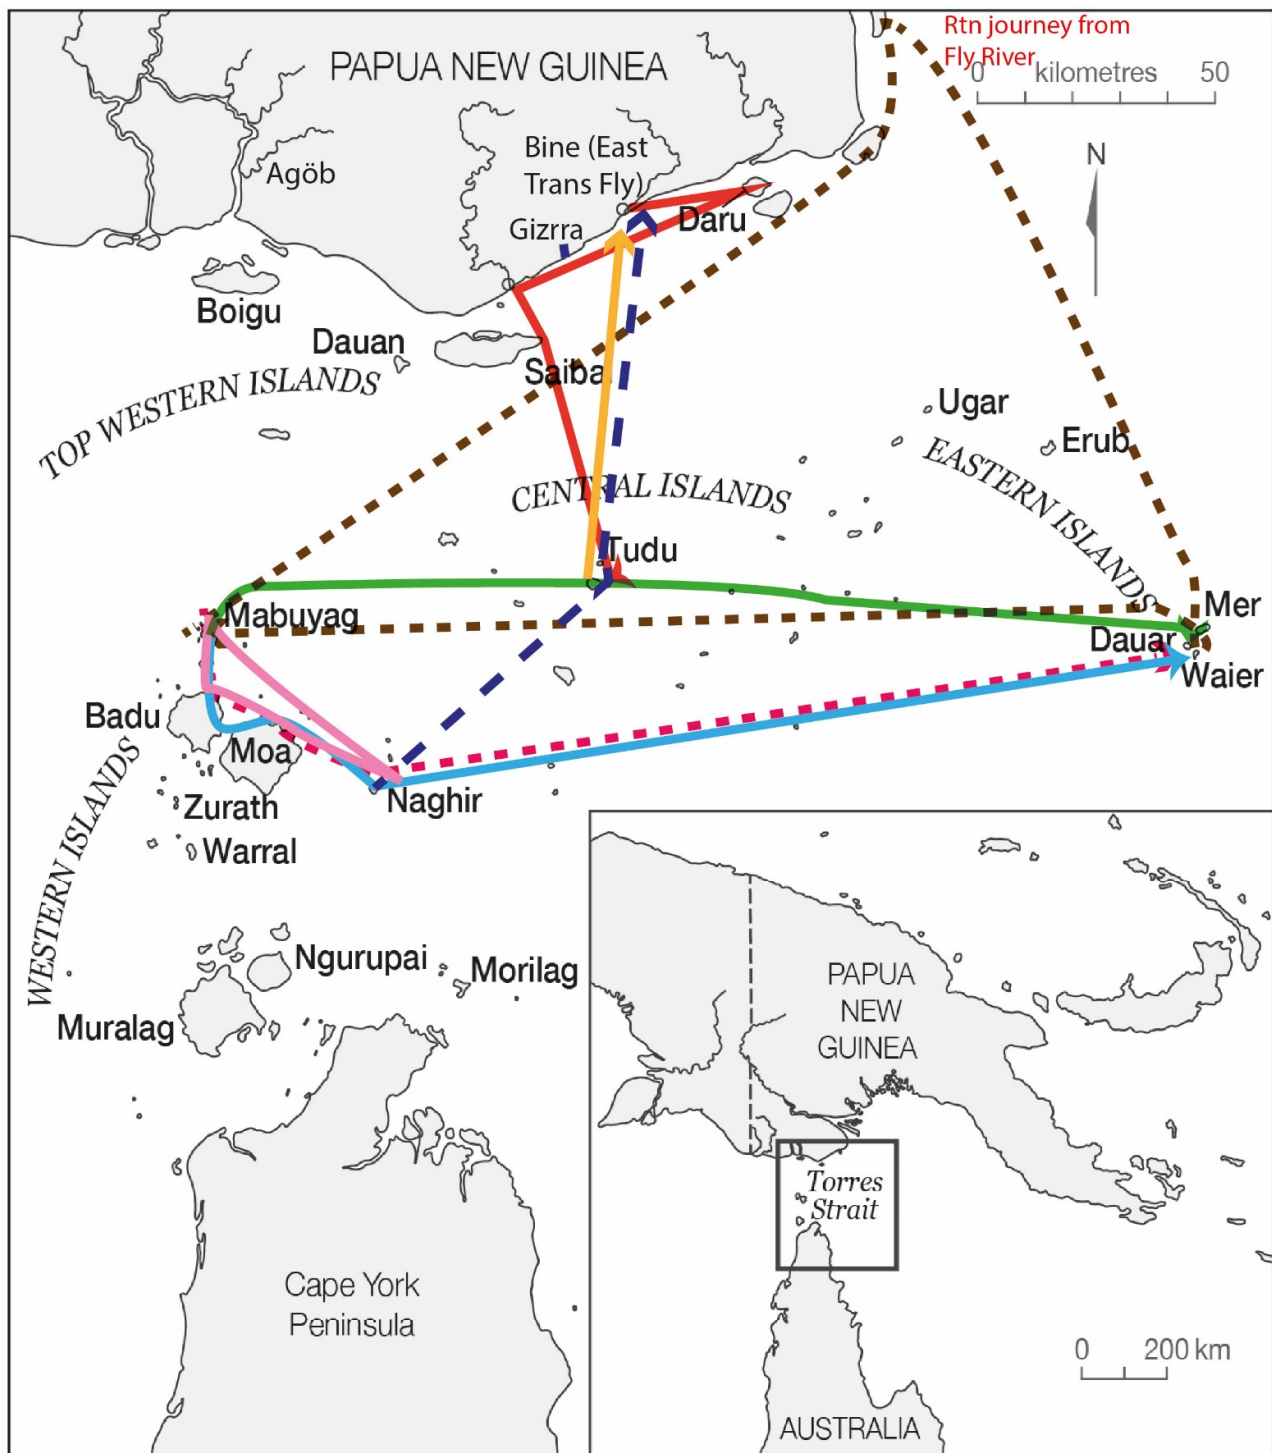 Rtn journey from
Fly River
0 kilometres 50
PAPUA NEW GUINEA
N
Bine (East
Trans Fly)
Agöb
Gizrra
Daru
Boigu
Dauan
Saibai
TOP WESTERN ISLANDS
Ugar
Erub
CENTRAL ISLANDS
EASTERN ISLANDS
Tudu
Mabuyag
Mer
Dauar
Waier
Badu
Moa
Naghir
Zurath
Warral
WESTERN ISLANDS
Ngurupai
Morilag
Muralag
Cape York
Peninsula
PAPUA
NEW
GUINEA
Torres
Strait
0 200 km
AUSTRALIA